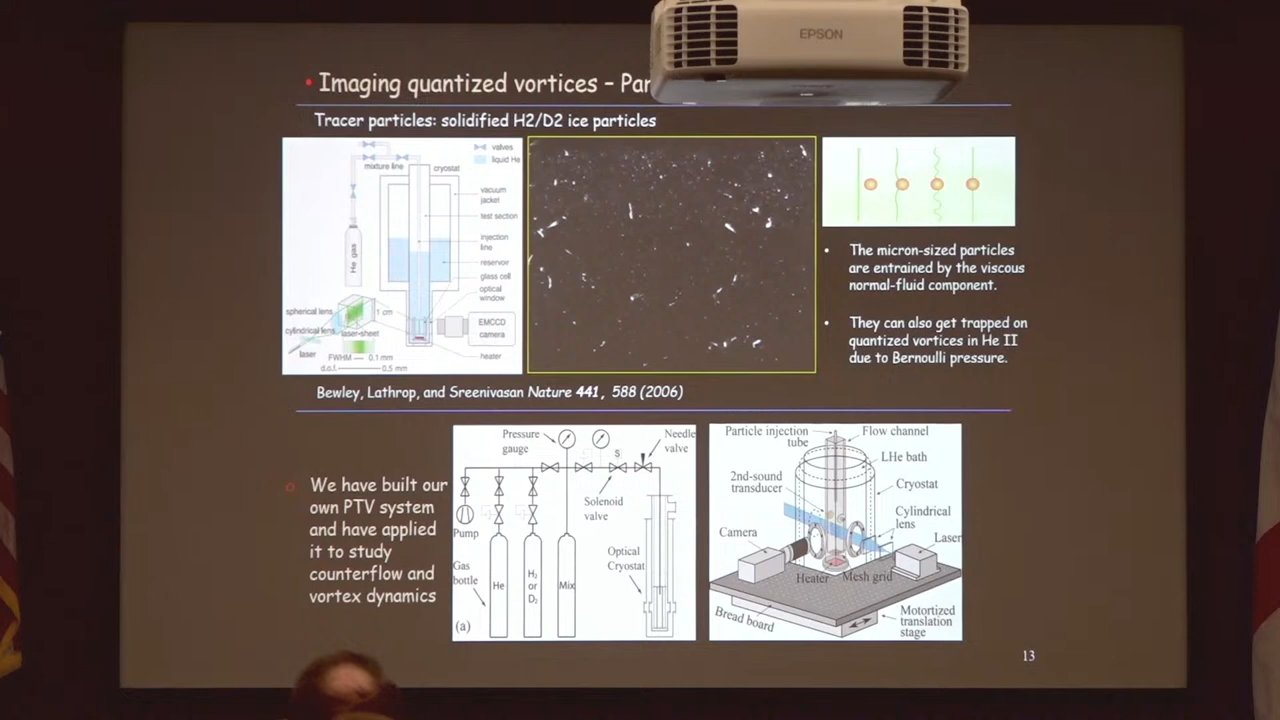 EPSON
• Imaging quantized vortices – Par
Tracer particles: solidified H2/D2 ice particles
valves
liquid He
mixture line
cryostat
vacuum
jacket
test section
injection
line
reservoir
glass cell
optical
window
He gas
spherical lens
1 cm
cylindrical lens
laser-sheet
laser
EMCCD
camera
heater
FWHM 0.1 mm
d.o.f. 0.5 mm
• The micron-sized particles
are entrained by the viscous
normal-fluid component.
• They can also get trapped on
quantized vortices in He II
due to Bernoulli pressure.
Bewley, Lathrop, and Sreenivasan Nature 441, 588 (2006)
o We have built our
own PTV system
and have applied
it to study
counterflow and
vortex dynamics
Pressure
gauge
Needle
valve
S
Solenoid
valve
Pump
Gas
bottle
Optical
Cryostat
He
H₂
or
D₂
Mix
(a)
Particle injection
tube
Flow channel
LHe bath
2nd-sound
transducer
Cryostat
Cylindrical
lens
Camera
Laser
Heater
Mesh grid
Bread board
Motorized
translation
stage
13